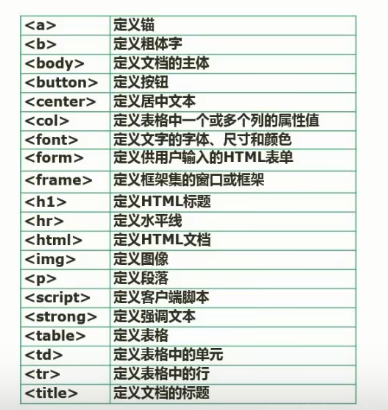 <a> 定义锚
<b> 定义粗体字
<body> 定义文档的主体
<button> 定义按钮
<center> 定义居中文本
<col> 定义表格中一个或多个列的属性值
<font> 定义文字的字体、尺寸和颜色
<form> 定义供用户输入的HTML表单
<frame> 定义框架集的窗口或框架
<h1> 定义HTML标题
<hr> 定义水平线
<html> 定义HTML文档
<img> 定义图像
<p> 定义段落
<script> 定义客户端脚本
<strong> 定义强调文本
<table> 定义表格
<td> 定义表格中的单元
<tr> 定义表格中的行
<title> 定义文档的标题